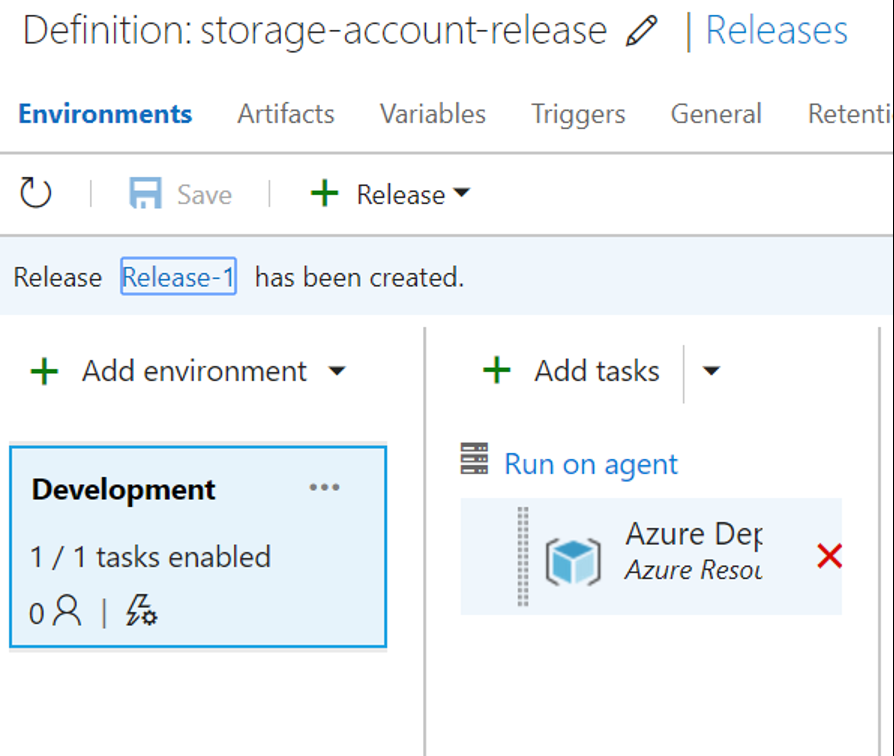 Definition: storage-account-release | Releases
Environments Artifacts Variables Triggers General Retenti
Save Release
Release Release-1 has been created.
Add environment
Add tasks
Run on agent
Development ...
1 / 1 tasks enabled
0 |
Azure Dep
Azure Resou